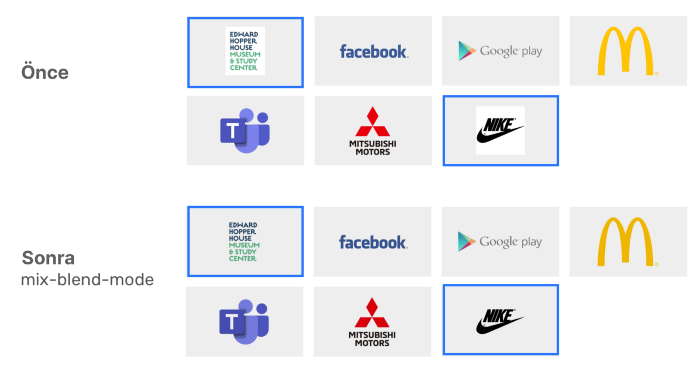 Önce
EDWARD
HOPPER
HOUSE
MUSEUM
& STUDY
CENTER
facebook
Google play
T
MITSUBISHI
MOTORS
NIKE
Sonra
mix-blend-mode
EDWARD
HOPPER
HOUSE
MUSEUM
& STUDY
CENTER
facebook
Google play
T
MITSUBISHI
MOTORS
NIKE